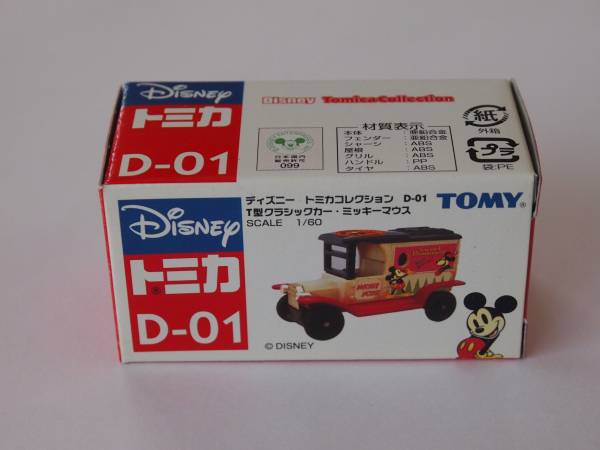 Disney
トミカ
D-01
Disney TomicaCollection
日本国内
販売許可
099
材質表示
本体 : 亜鉛合金
フェンダー : 亜鉛合金
シャーシ : ABS
屋根 : ABS
グリル : ABS
ハンドル : PP
タイヤ : ABS
紙
外箱
プラ
袋:PE
Disney
トミカ
D-01
ディズニー トミカコレクション D-01
T型クラシックカー・ミッキーマウス
SCALE 1/60
TOMY
MICKEY
© DISNEY